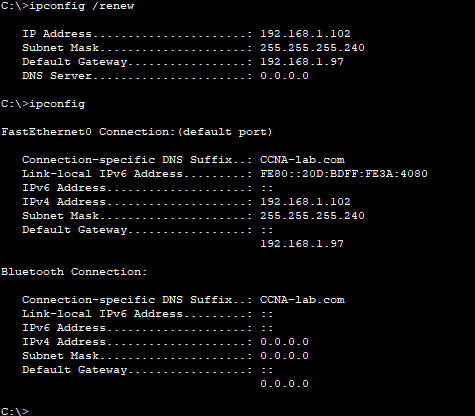 C:\>ipconfig /renew
IP Address......................: 192.168.1.102
Subnet Mask.....................: 255.255.255.240
Default Gateway.................: 192.168.1.97
DNS Server......................: 0.0.0.0
C:\>ipconfig
FastEthernet0 Connection:(default port)
Connection-specific DNS Suffix..: CCNA-lab.com
Link-local IPv6 Address.........: FE80::20D:BDFF:FE3A:4080
IPv6 Address....................: ::
IPv4 Address....................: 192.168.1.102
Subnet Mask.....................: 255.255.255.240
Default Gateway.................: ::
192.168.1.97
Bluetooth Connection:
Connection-specific DNS Suffix..: CCNA-lab.com
Link-local IPv6 Address.........: ::
IPv6 Address....................: ::
IPv4 Address....................: 0.0.0.0
Subnet Mask.....................: 0.0.0.0
Default Gateway.................: ::
0.0.0.0
C:\>